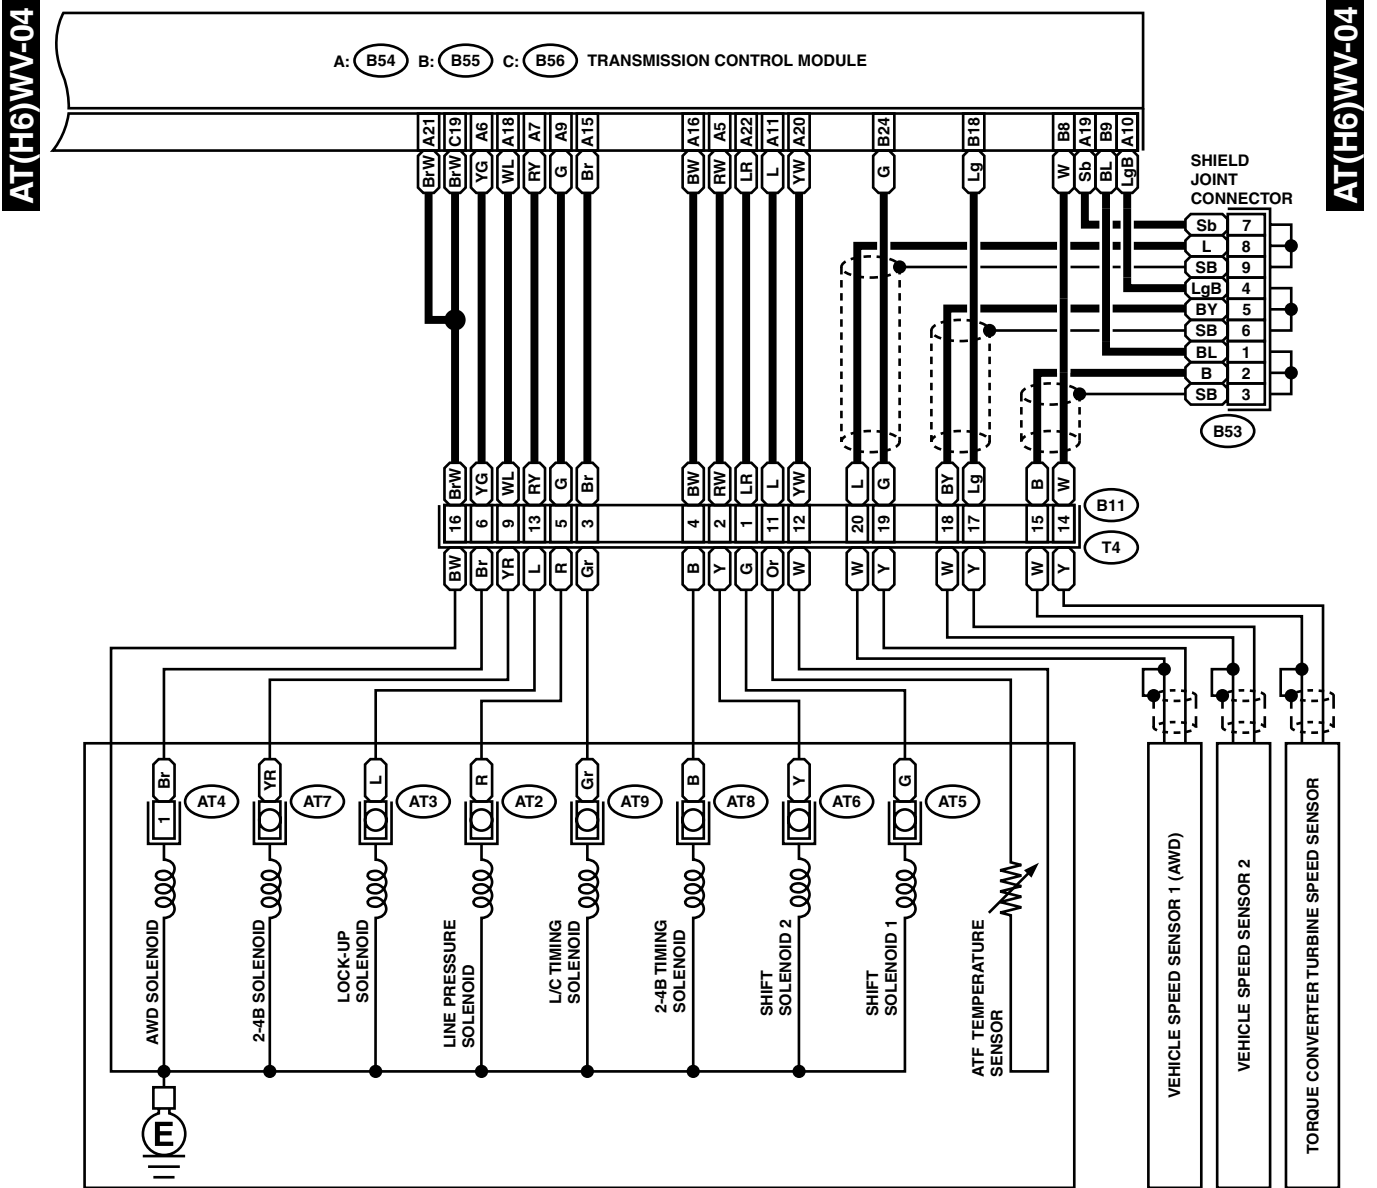 AT(H6)WV-04
AT(H6)WV-04
A: B54 B: B55 C: B56 TRANSMISSION CONTROL MODULE
A21 C19 A6 A18 A7 A9 A15 A16 A5 A22 A11 A20 B24 B18 B8 A19 B9 A10
BrW BrW YG WL RY G Br BW RW LR L YW G Lg W Sb BL LgB
SHIELD
JOINT
CONNECTOR
Sb 7
L 8
SB 9
LgB 4
BY 5
SB 6
BL 1
B 2
SB 3
B53
BrW YG WL RY G Br BW RW LR L YW L G BY Lg B W
B11
16 6 9 13 5 3 4 2 1 11 12 20 19 18 17 15 14
T4
BW Br YR L R Gr B Y G Or W W Y W Y W Y
Br YR L R Gr B Y G
1 AT4 AT7 AT3 AT2 AT9 AT8 AT6 AT5
AWD SOLENOID
2-4B SOLENOID
LOCK-UP
SOLENOID
LINE PRESSURE
SOLENOID
L/C TIMING
SOLENOID
2-4B TIMING
SOLENOID
SHIFT
SOLENOID 2
SHIFT
SOLENOID 1
ATF TEMPERATURE
SENSOR
VEHICLE SPEED SENSOR 1 (AWD)
VEHICLE SPEED SENSOR 2
TORQUE CONVERTER TURBINE SPEED SENSOR
E